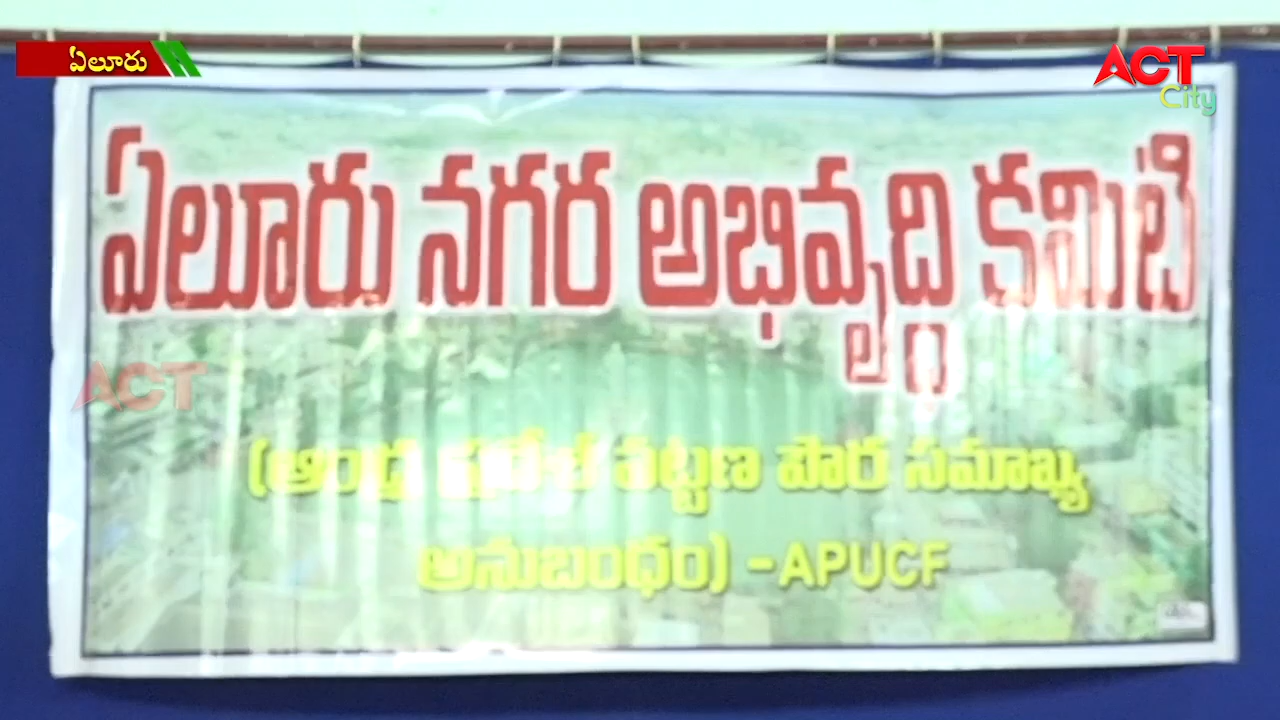 ఏలూరు
ACT
City
ఏలూరు నగర అభివృద్ధి కమిటి
ACT
(ఆంధ్ర ప్రదేశ్ పట్టణ పౌర సమాఖ్య
అనుబంధం) -APUCF